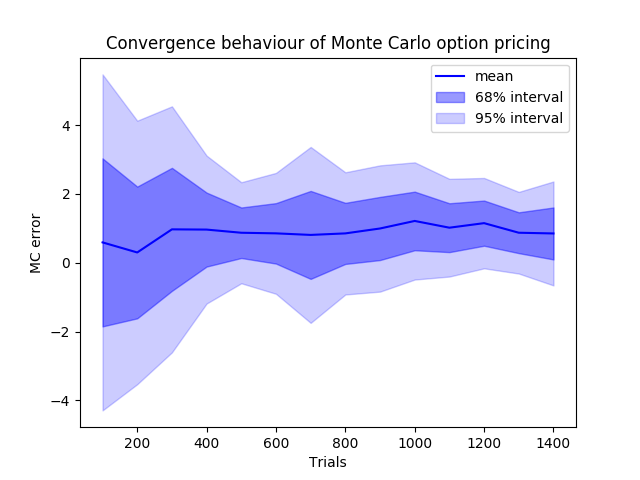 Convergence behaviour of Monte Carlo option pricing
mean
68% interval
95% interval
4
2
0
−2
−4
MC error
200 400 600 800 1000 1200 1400
Trials